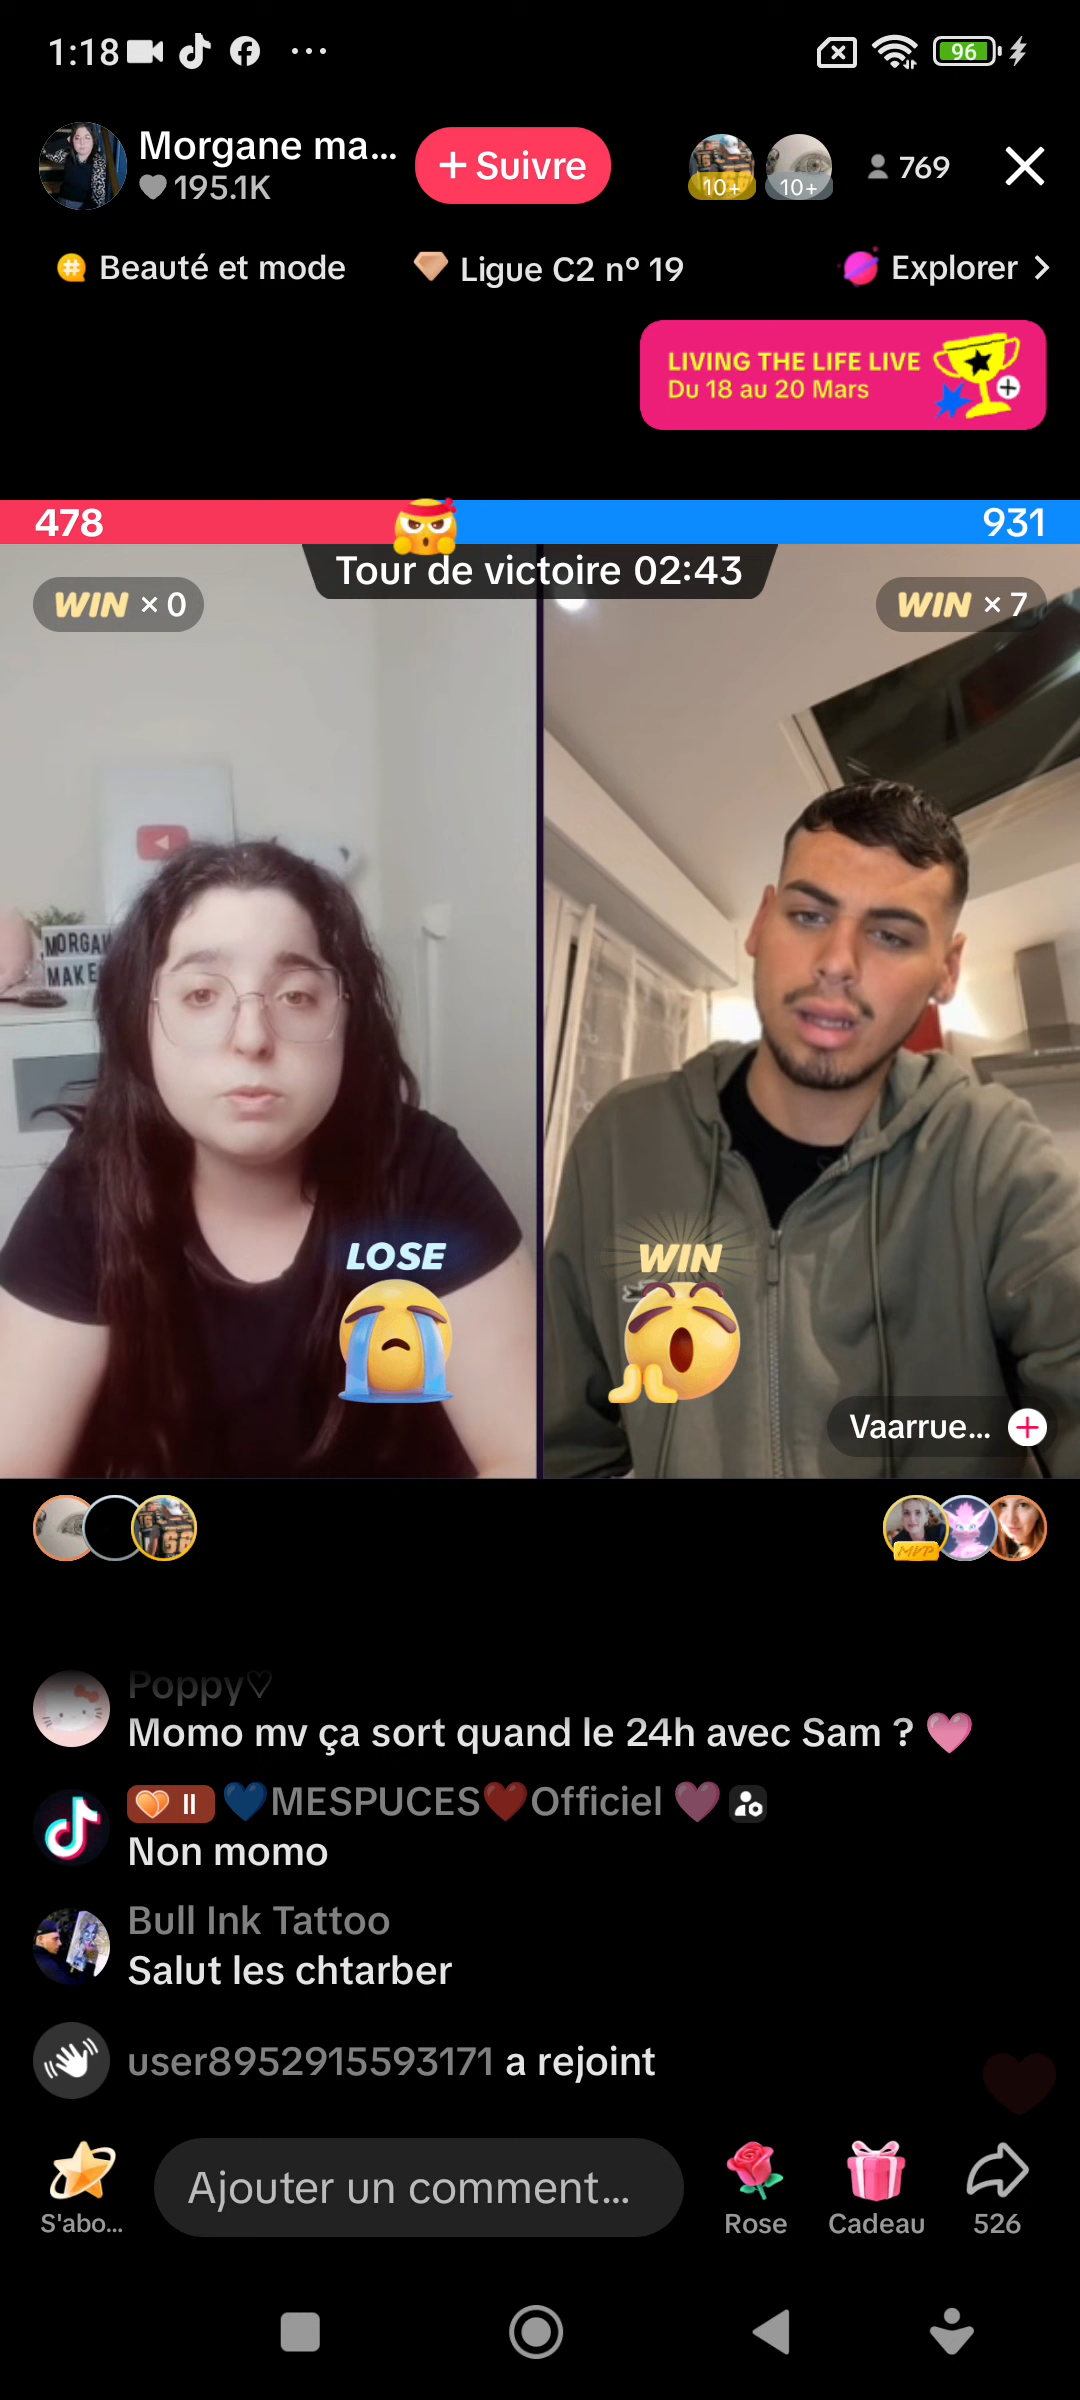 1:18
96
Morgane ma...
195.1K
+ Suivre
10+
10+
769
Beauté et mode
Ligue C2 n° 19
Explorer >
LIVING THE LIFE LIVE
Du 18 au 20 Mars
478
931
Tour de victoire 02:43
WIN × 0
WIN × 7
MORGAN
MAKE
LOSE
WIN
Vaarrue... +
MVP
Poppy♡
Momo mv ça sort quand le 24h avec Sam ? 🩷
🧡 II 💙MESPUCES❤️Officiel 🩷
Non momo
Bull Ink Tattoo
Salut les chtarber
user8952915593171 a rejoint
S'abo...
Ajouter un comment...
Rose
Cadeau
526